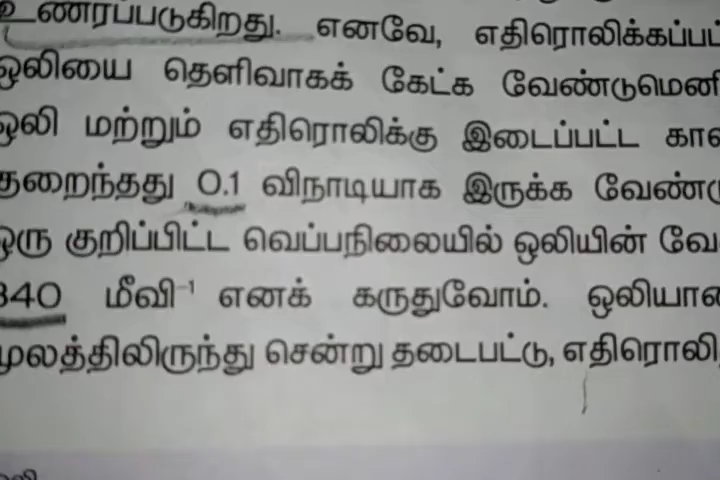 உணரப்படுகிறது. எனவே, எதிரொலிக்கப்பட்
ஒலியை தெளிவாகக் கேட்க வேண்டுமெனி
ஒலி மற்றும் எதிரொலிக்கு இடைப்பட்ட கால
குறைந்தது 0.1 விநாடியாக இருக்க வேண்டு
ஒரு குறிப்பிட்ட வெப்பநிலையில் ஒலியின் வே
340 மீவி⁻¹ எனக் கருதுவோம். ஒலியான
மூலத்திலிருந்து சென்று தடைபட்டு, எதிரொலி